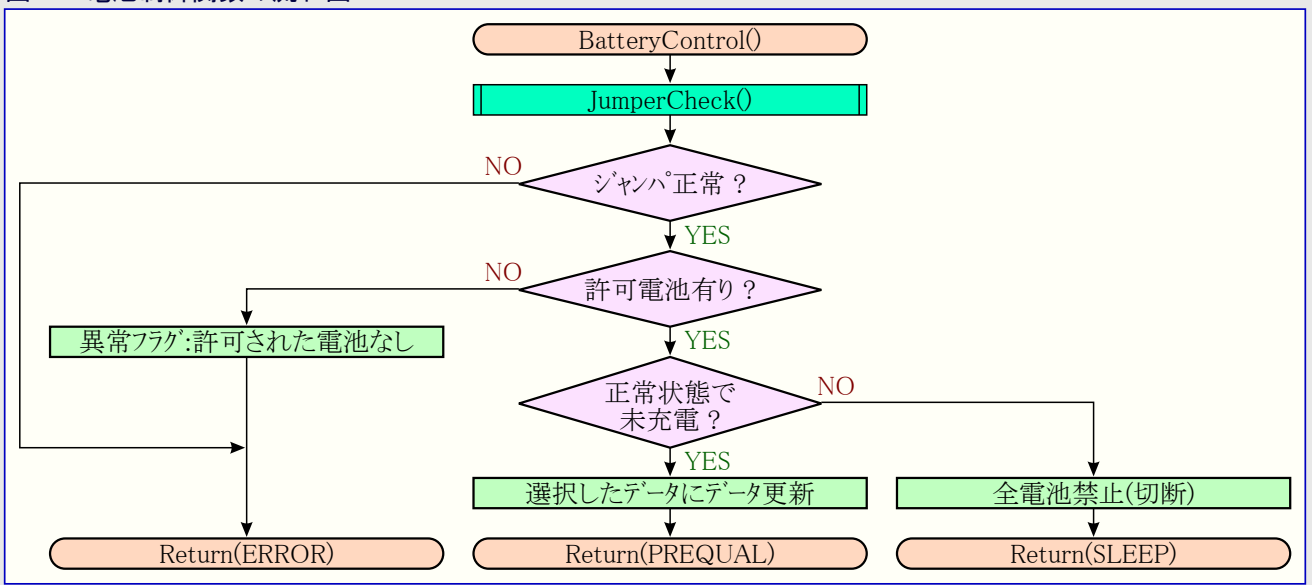 BatteryControl()
JumperCheck()
NO
ジャンパ正常?
YES
NO
許可電池有り?
異常フラグ:許可された電池なし
YES
正常状態で
未充電?
NO
YES
選択したデータにデータ更新
全電池禁止(切断)
Return(ERROR)
Return(PREQUAL)
Return(SLEEP)